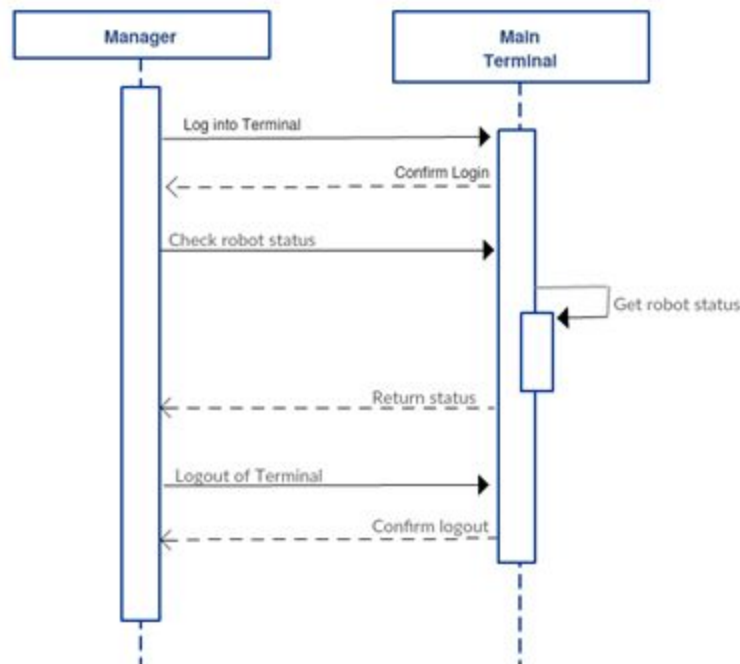 Manager
Main
Terminal
Log into Terminal
Confirm Login
Check robot status
Get robot status
Return status
Logout of Terminal
Confirm logout